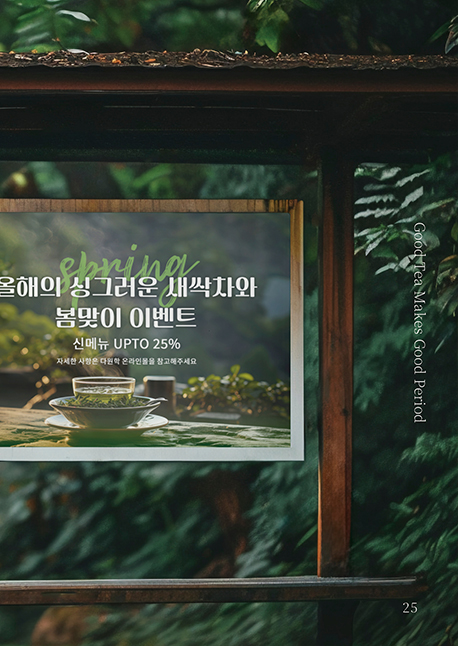 spring
올해의 싱그러운 새싹차와
봄맞이 이벤트
신메뉴 UPTO 25%
자세한 사항은 다원학 온라인몰을 참고해주세요
Good Tea Makes Good Period
25